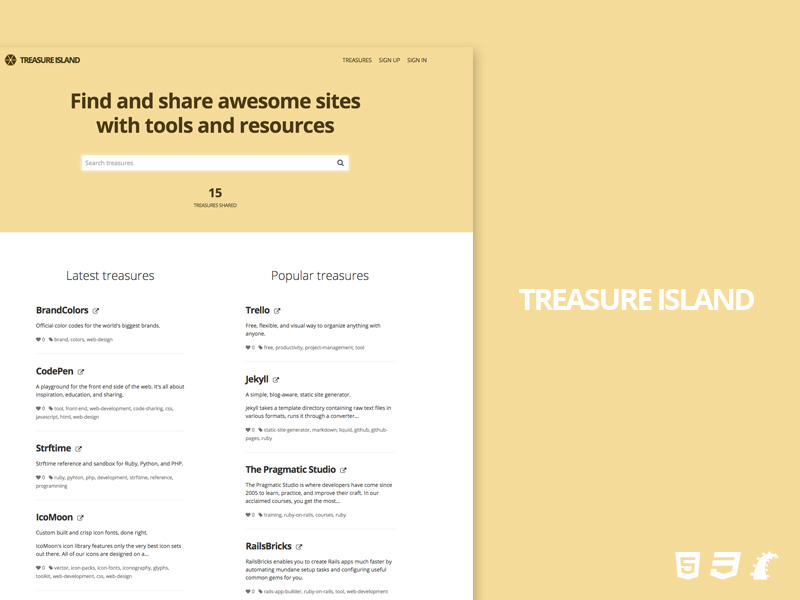 TREASURE ISLAND
TREASURES SIGN UP SIGN IN
Find and share awesome sites
with tools and resources
Search treasures
15
TREASURES SHARED
Latest treasures
BrandColors
Official color codes for the world's biggest brands.
0 brand, colors, web-design
CodePen
A playground for the front end side of the web. It's all about
inspiration, education, and sharing.
0 tool, front-end, web-development, code-sharing, css,
javascript, html, web-design
Strftime
Strftime reference and sandbox for Ruby, Python, and PHP.
0 ruby, pyhton, php, development, strftime, reference,
programming
IcoMoon
Custom built and crisp icon fonts, done right.
IcoMoon's icon library features only the very best icon sets
out there. All of our icons are designed on a...
0 vector, icon-packs, icon-fonts, iconography, glyphs,
toolkit, web-development, css, web-design
Popular treasures
Trello
Free, flexible, and visual way to organize anything with
anyone.
0 free, productivity, project-management, tool
Jekyll
A simple, blog-aware, static site generator.
Jekyll takes a template directory containing raw text files in
various formats, runs it through a converter...
0 static-site-generator, markdown, liquid, github, github-
pages, ruby
The Pragmatic Studio
The Pragmatic Studio is where developers have come since
2005 to learn, practice, and improve their craft. In our
acclaimed courses, you get the most...
0 training, ruby-on-rails, courses, ruby
RailsBricks
RailsBricks enables you to create Rails apps much faster by
automating mundane setup tasks and configuring useful
common gems for you.
0 rails-app-builder, ruby-on-rails, tool, web-development
TREASURE ISLAND